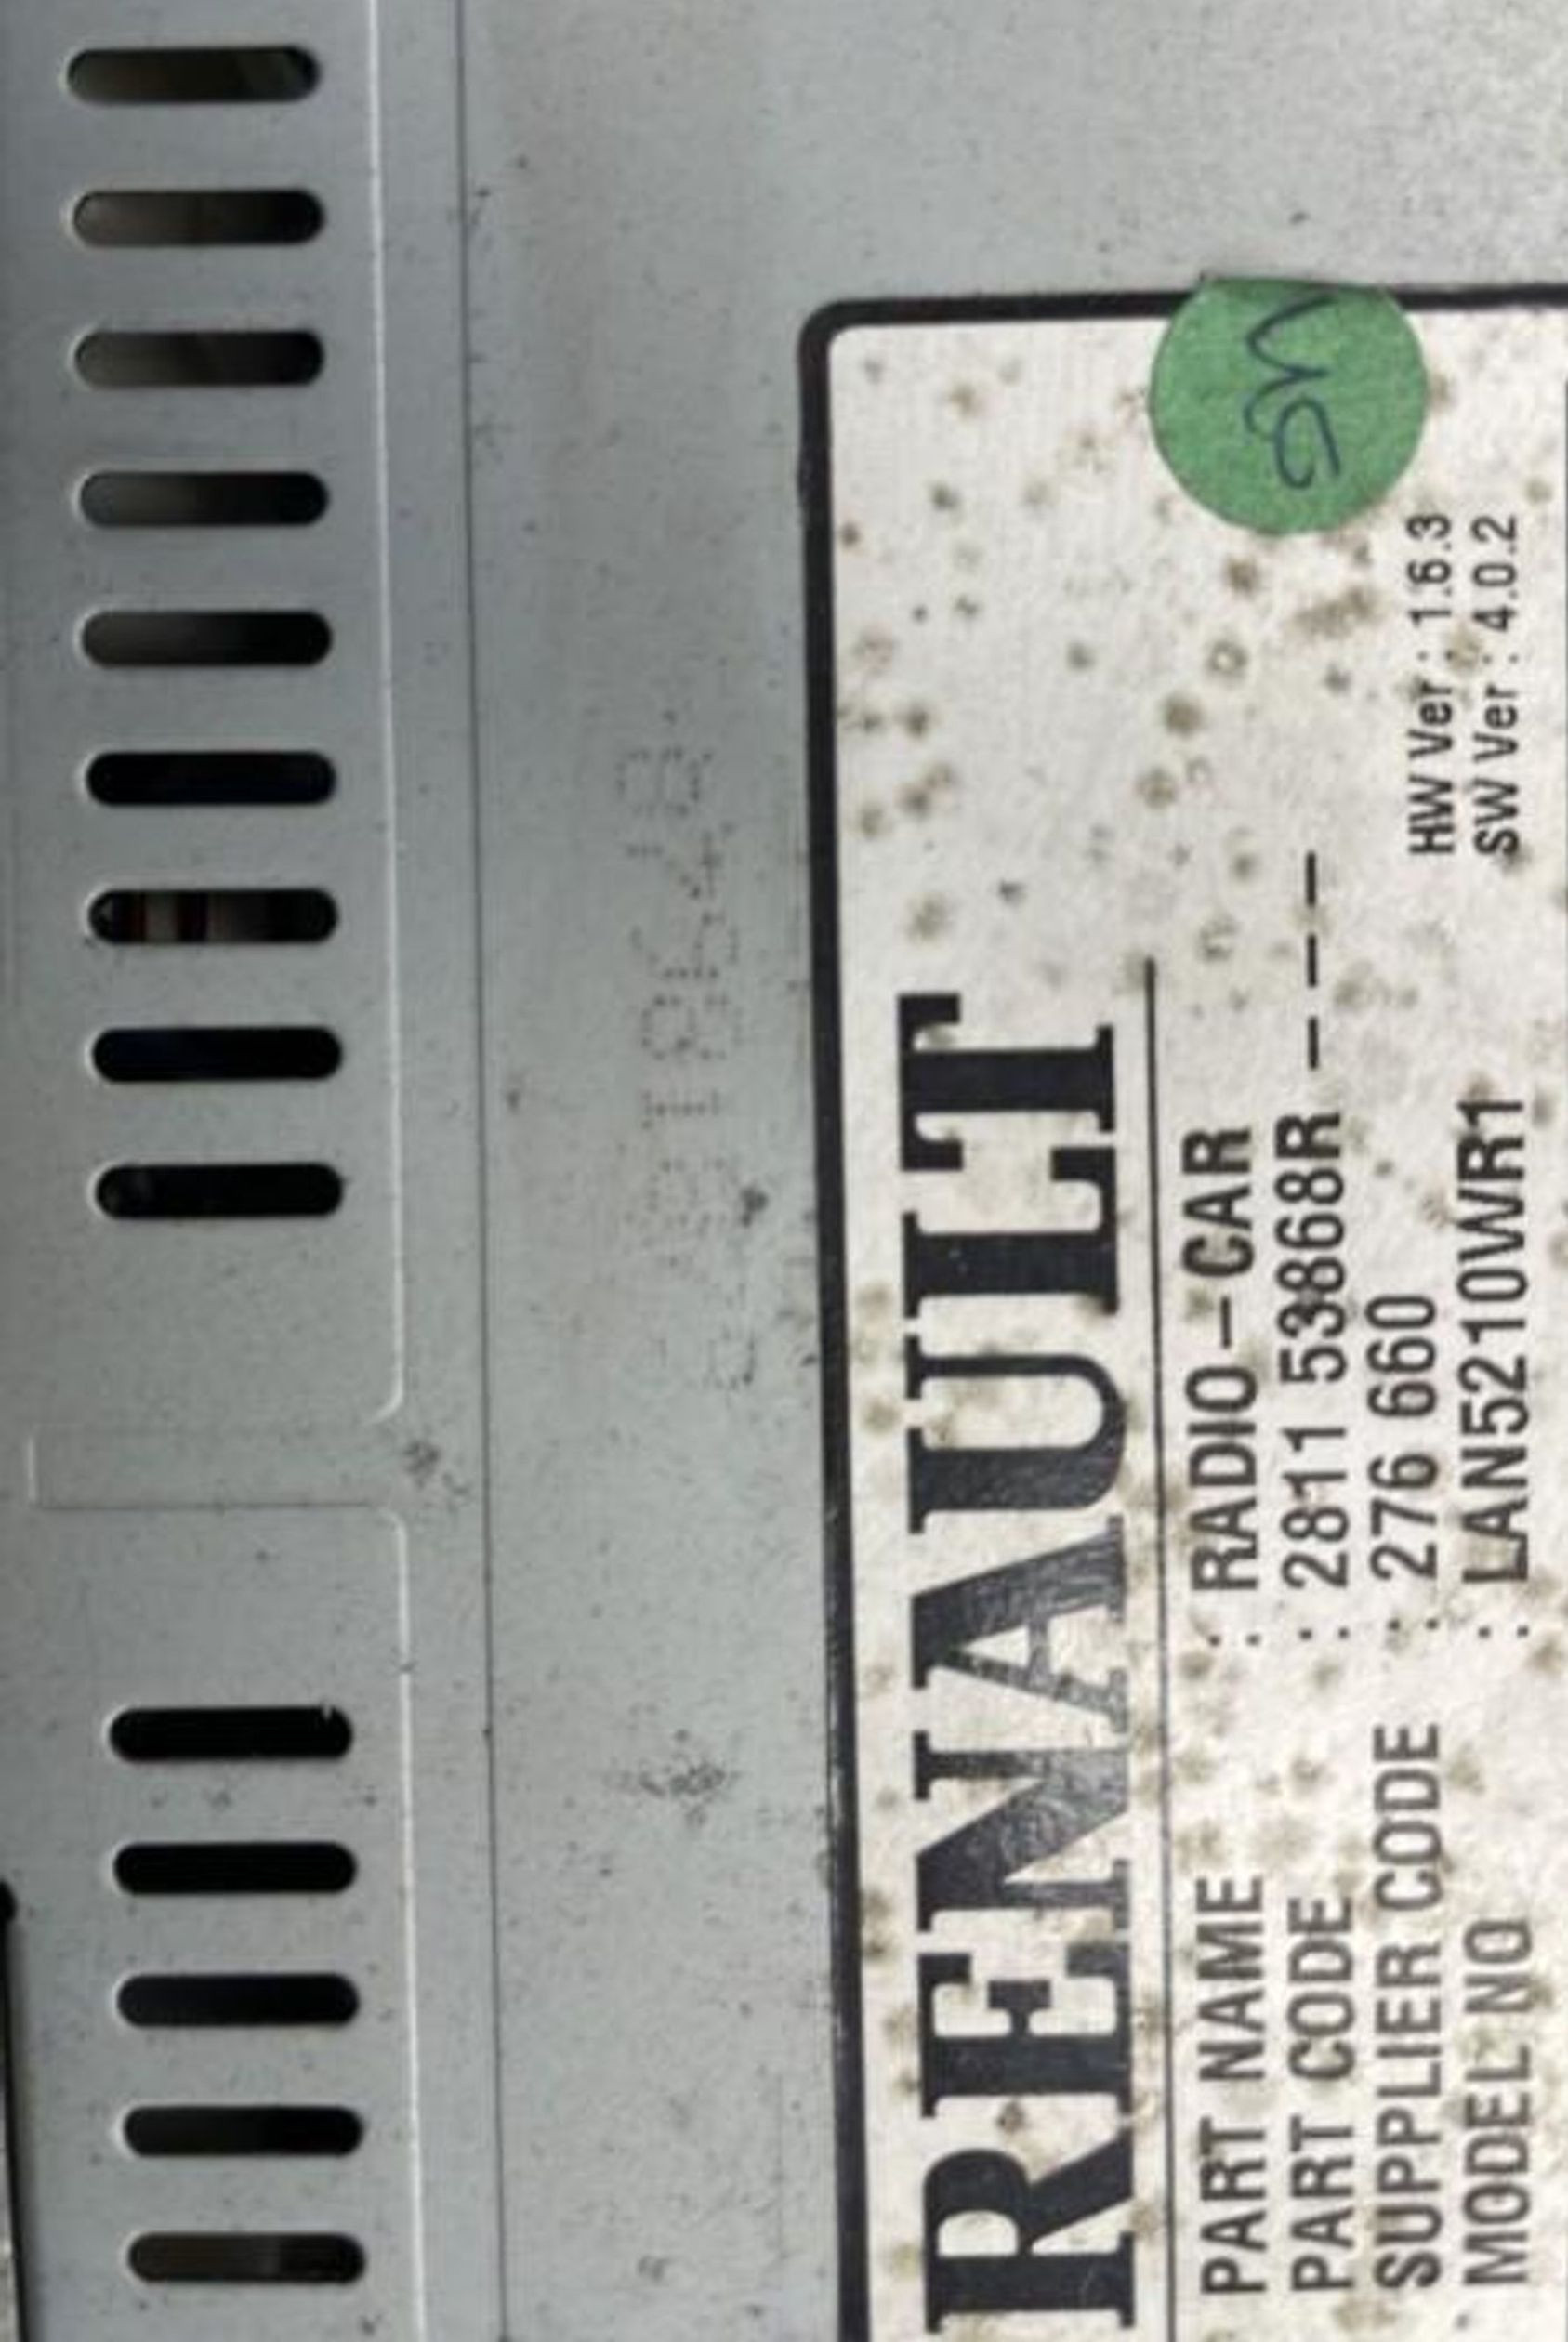 RENAULT
PART NAME : RADIO-CAR
PART CODE : 2811 53868R----
SUPPLIER CODE : 276 660
MODEL NO : LAN5210WR1
HW Ver : 1.6.3
SW Ver : 4.0.2